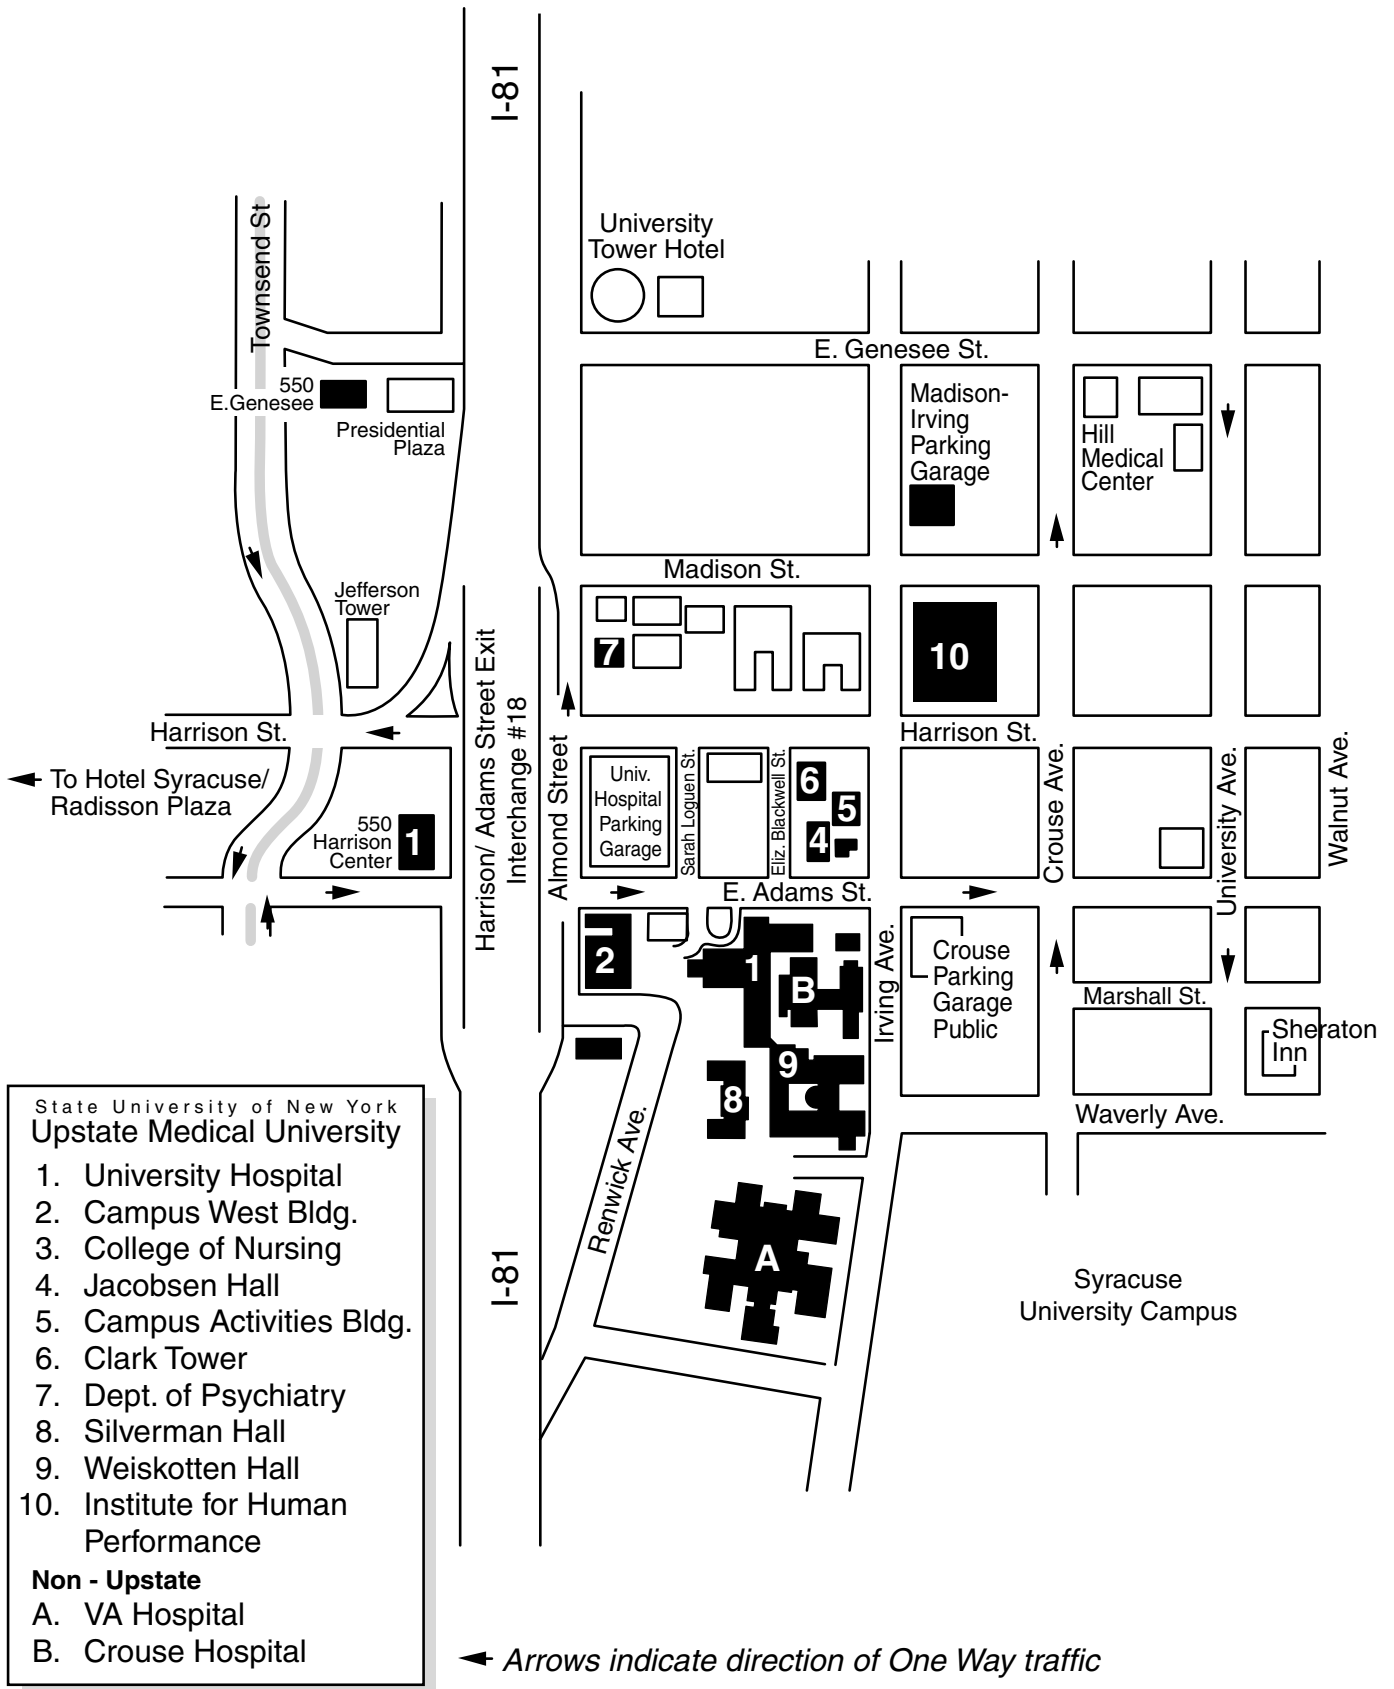 I-81
University
Tower Hotel
Townsend St
E. Genesee St.
550
E.Genesee
Presidential
Plaza
Madison-
Irving
Parking
Garage
Hill
Medical
Center
Madison St.
Jefferson
Tower
7
10
Harrison/ Adams Street Exit
Interchange #18
Harrison St.
Harrison St.
To Hotel Syracuse/
Radisson Plaza
550
Harrison
Center
1
Almond Street
Univ.
Hospital
Parking
Garage
Sarah Loguen St.
Eliz. Blackwell St.
6
5
4
Crouse Ave.
University Ave.
Walnut Ave.
E. Adams St.
2
1
B
Irving Ave.
Crouse
Parking
Garage
Public
Marshall St.
Sheraton
Inn
9
8
Waverly Ave.
Renwick Ave.
A
I-81
Syracuse
University Campus
State University of New York
Upstate Medical University
1. University Hospital
2. Campus West Bldg.
3. College of Nursing
4. Jacobsen Hall
5. Campus Activities Bldg.
6. Clark Tower
7. Dept. of Psychiatry
8. Silverman Hall
9. Weiskotten Hall
10. Institute for Human
Performance
Non - Upstate
A. VA Hospital
B. Crouse Hospital
Arrows indicate direction of One Way traffic